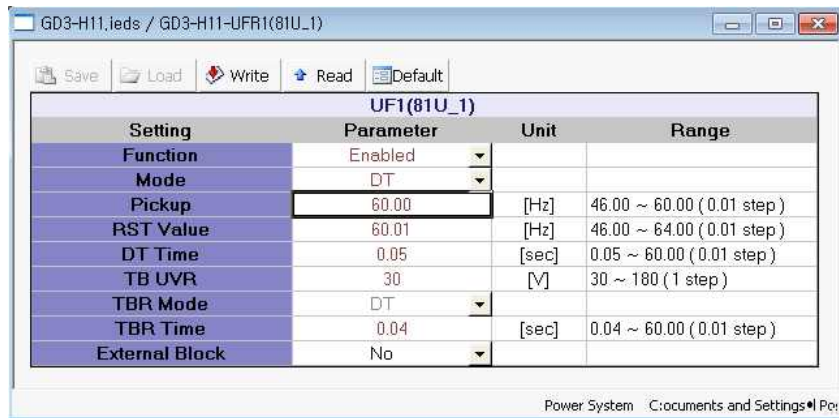 GD3-H11.ieds / GD3-H11-UFR1(81U_1)
Save Load Write Read Default
UF1(81U_1)
Setting Parameter Unit Range
Function Enabled
Mode DT
Pickup 60.00 [Hz] 46.00 ~ 60.00 ( 0.01 step )
RST Value 60.01 [Hz] 46.00 ~ 64.00 ( 0.01 step )
DT Time 0.05 [sec] 0.05 ~ 60.00 ( 0.01 step )
TB UVR 30 [V] 30 ~ 180 ( 1 step )
TBR Mode DT
TBR Time 0.04 [sec] 0.04 ~ 60.00 ( 0.01 step )
External Block No
Power System C:ocuments and Settings